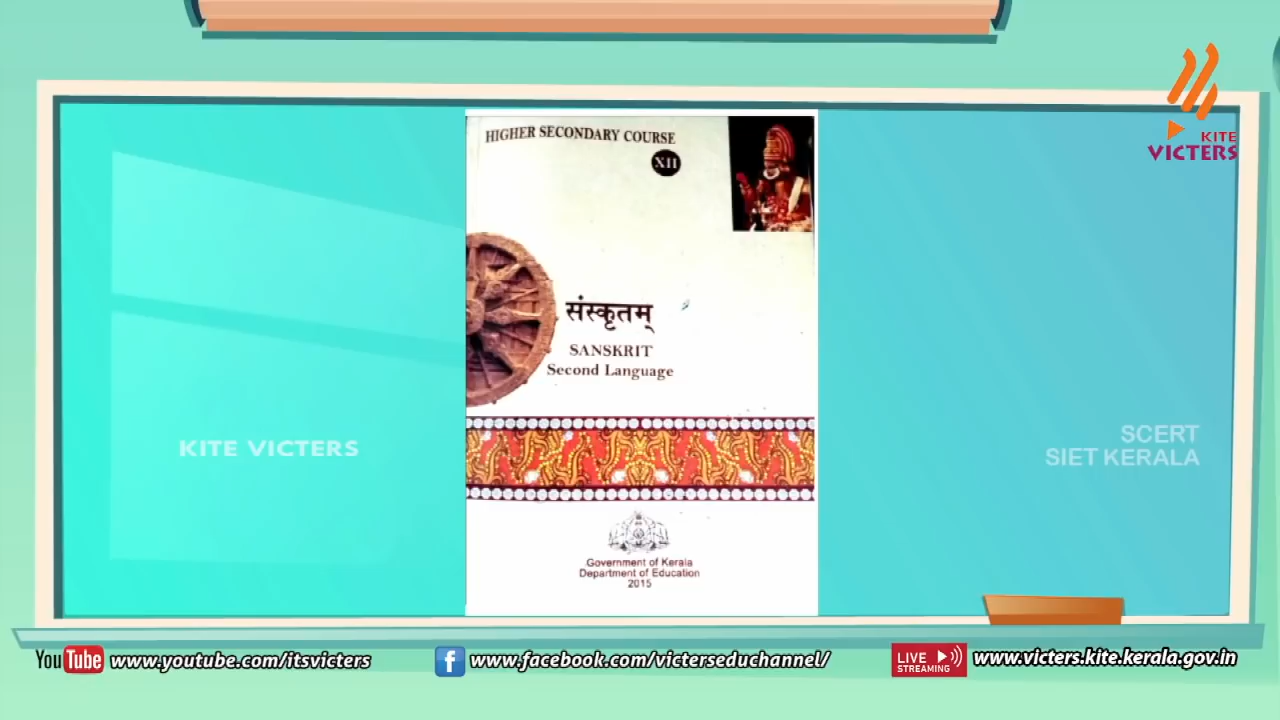 KITE
VICTERS
HIGHER SECONDARY COURSE
XII
संस्कृतम्
SANSKRIT
Second Language
KITE VICTERS
SCERT
SIET KERALA
Government of Kerala
Department of Education
2015
YouTube www.youtube.com/itsvicters
f www.facebook.com/victerseduchannel/
LIVE STREAMING www.victers.kite.kerala.gov.in